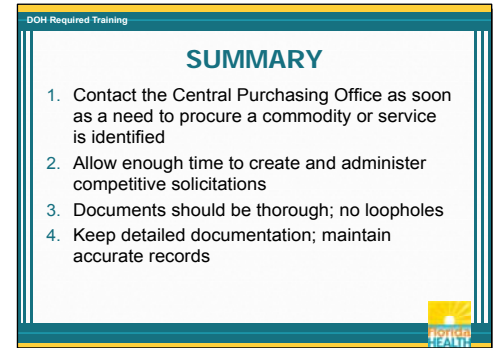 DOH Required Training
SUMMARY
1. Contact the Central Purchasing Office as soon
as a need to procure a commodity or service
is identified
2. Allow enough time to create and administer
competitive solicitations
3. Documents should be thorough; no loopholes
4. Keep detailed documentation; maintain
accurate records
Florida
HEALTH